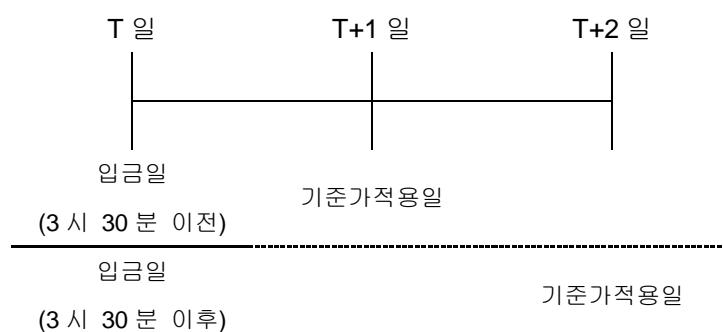 T 일 T+1 일 T+2 일
입금일
(3 시 30 분 이전)
기준가적용일
입금일
(3 시 30 분 이후)
기준가적용일